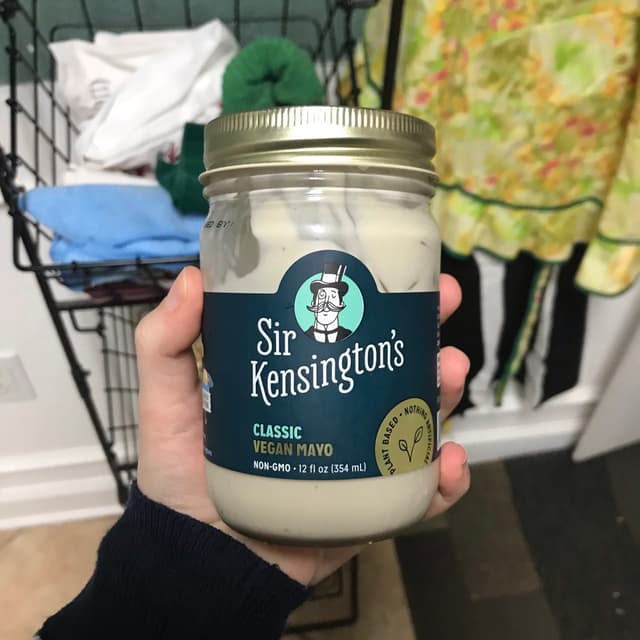 Sir
Kensington's
CLASSIC
VEGAN MAYO
NON-GMO • 12 fl oz (354 mL)
PLANT BASED • NOTHING ARTIFICIAL